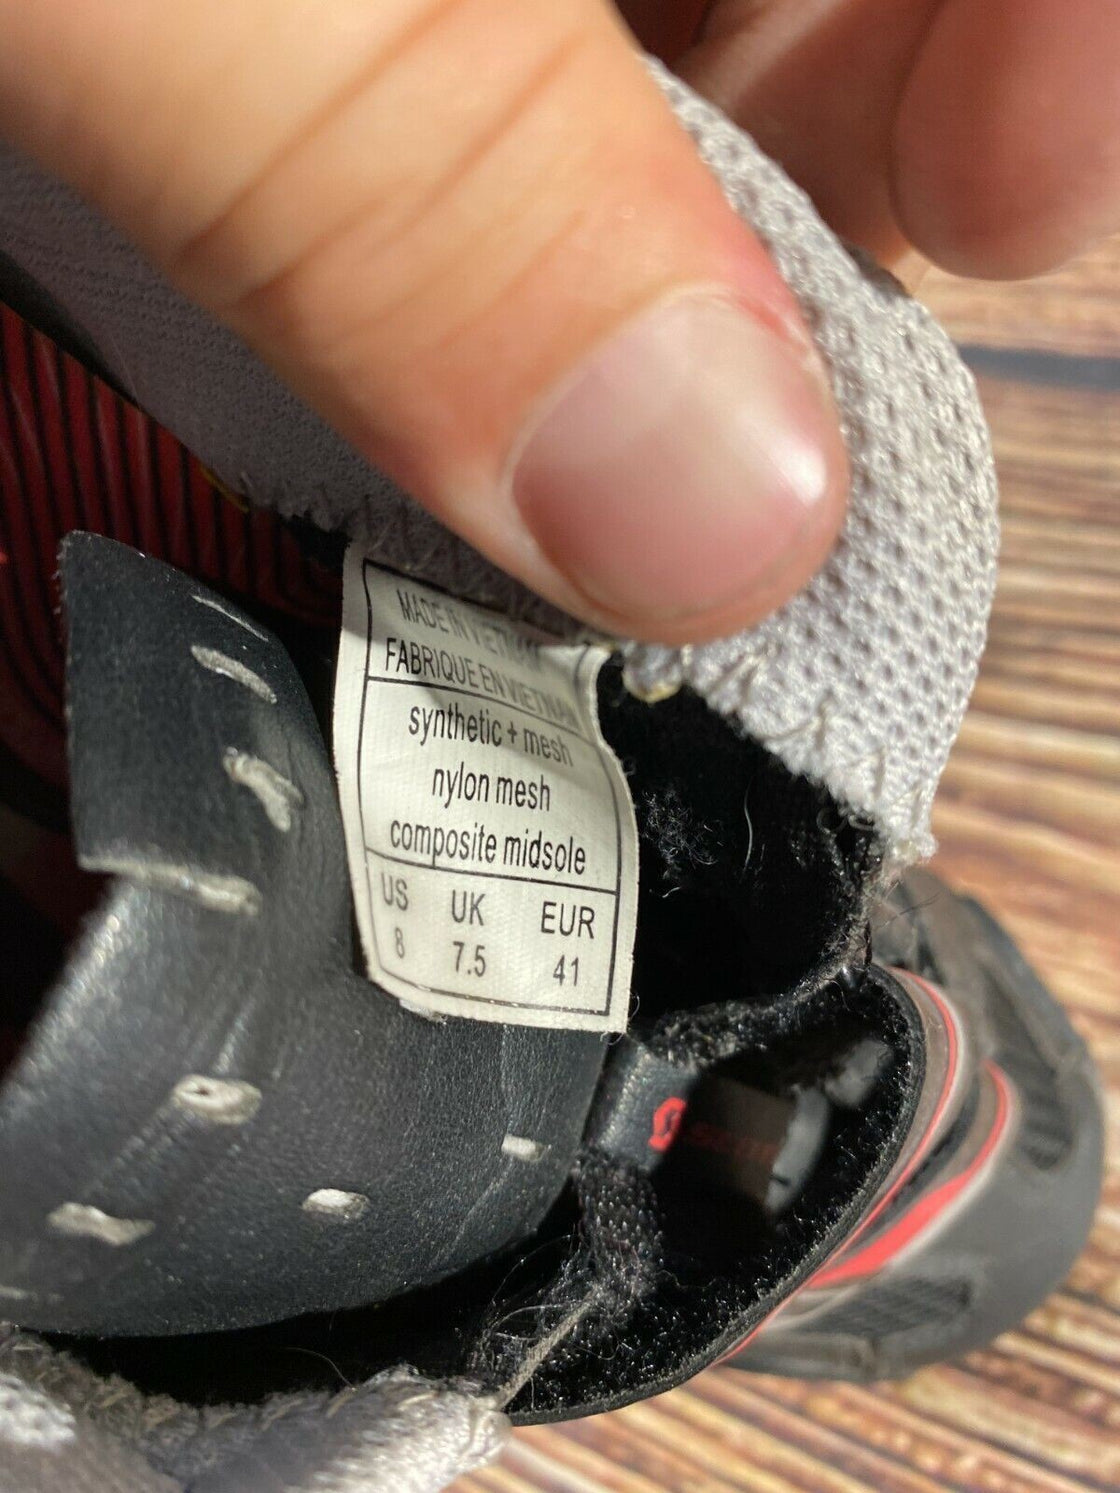 MADE IN VIETNAM
FABRIQUE EN VIETNAM
synthetic + mesh
nylon mesh
composite midsole
US UK EUR
8 7.5 41